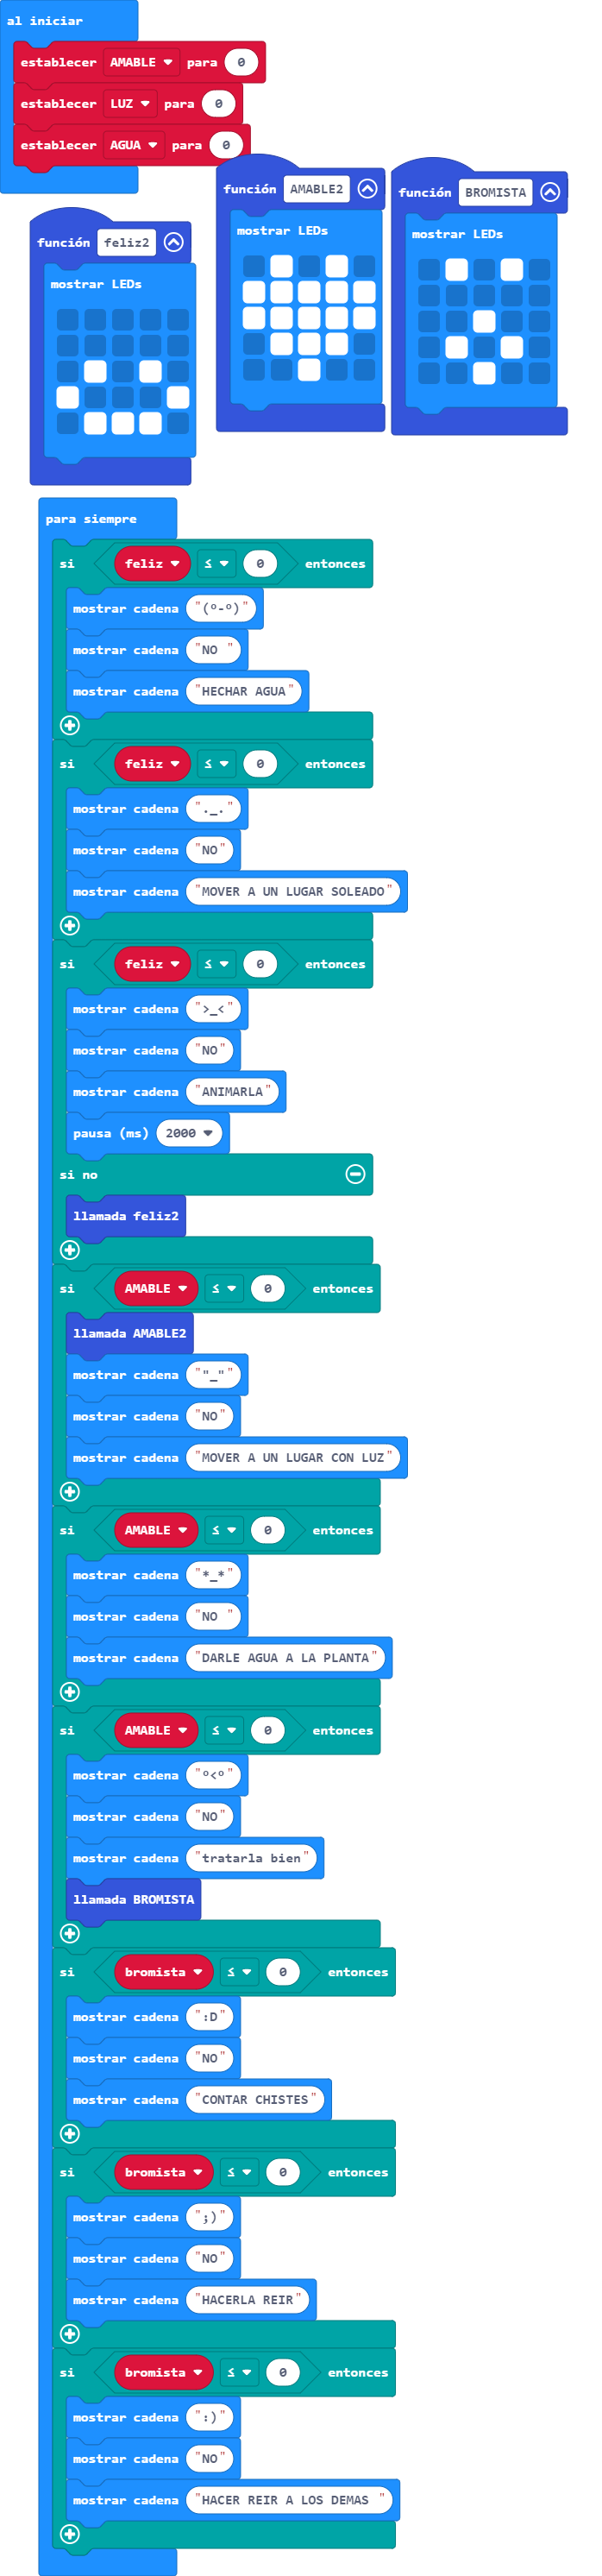 al iniciar
establecer AMABLE para 0
establecer LUZ para 0
establecer AGUA para 0
función AMABLE2
mostrar LEDs
función BROMISTA
mostrar LEDs
función feliz2
mostrar LEDs
para siempre
si feliz ≤ 0 entonces
mostrar cadena "(º-º)"
mostrar cadena "NO "
mostrar cadena "HECHAR AGUA"
si feliz ≤ 0 entonces
mostrar cadena "._."
mostrar cadena "NO"
mostrar cadena "MOVER A UN LUGAR SOLEADO"
si feliz ≤ 0 entonces
mostrar cadena ">_<"
mostrar cadena "NO"
mostrar cadena "ANIMARLA"
pausa (ms) 2000
si no
llamada feliz2
si AMABLE ≤ 0 entonces
llamada AMABLE2
mostrar cadena ""_""
mostrar cadena "NO"
mostrar cadena "MOVER A UN LUGAR CON LUZ"
si AMABLE ≤ 0 entonces
mostrar cadena "*_*"
mostrar cadena "NO "
mostrar cadena "DARLE AGUA A LA PLANTA"
si AMABLE ≤ 0 entonces
mostrar cadena "º<º"
mostrar cadena "NO"
mostrar cadena "tratarla bien"
llamada BROMISTA
si bromista ≤ 0 entonces
mostrar cadena ":D"
mostrar cadena "NO"
mostrar cadena "CONTAR CHISTES"
si bromista ≤ 0 entonces
mostrar cadena ";)"
mostrar cadena "NO"
mostrar cadena "HACERLA REIR"
si bromista ≤ 0 entonces
mostrar cadena ":)"
mostrar cadena "NO"
mostrar cadena "HACER REIR A LOS DEMAS "